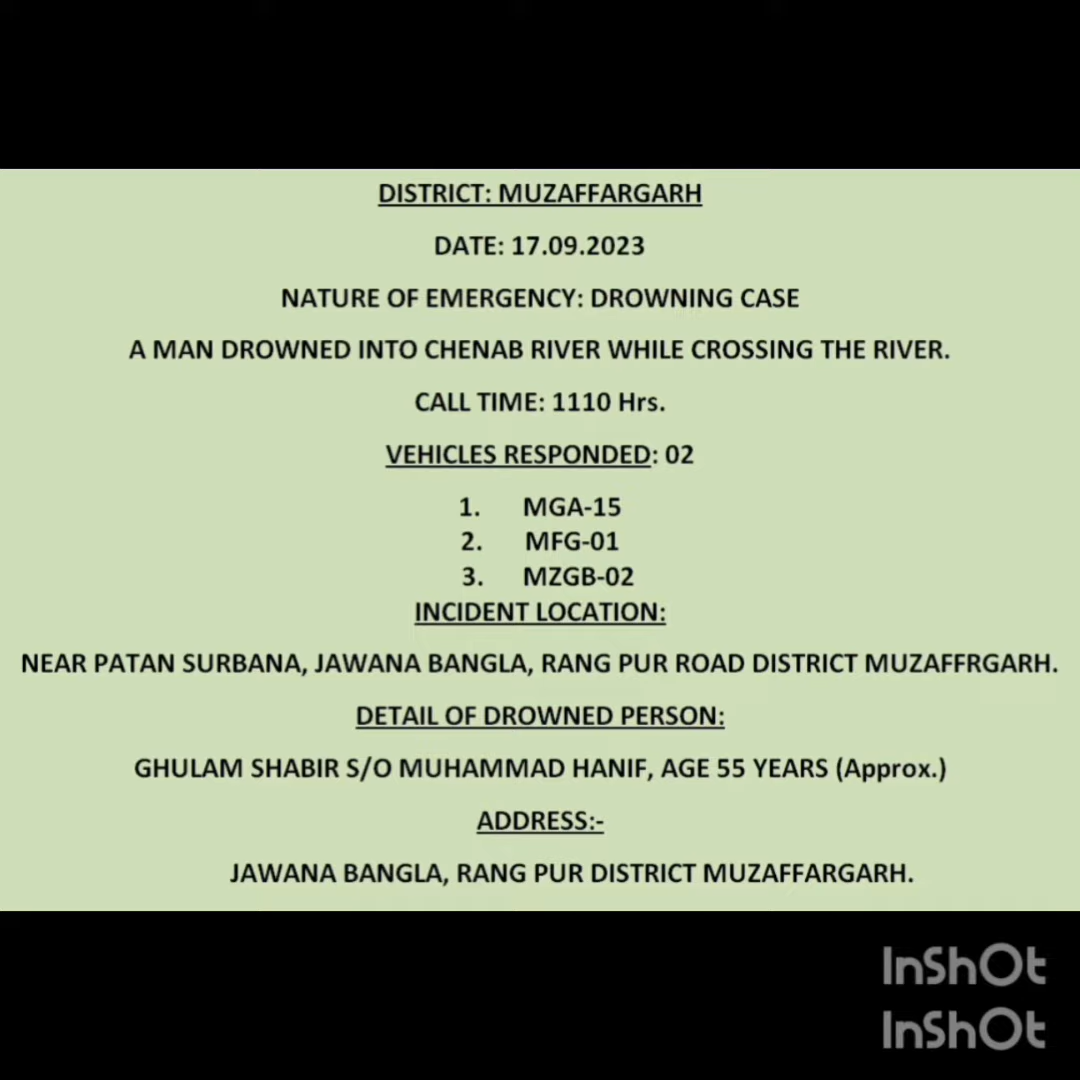 DISTRICT: MUZAFFARGARH
DATE: 17.09.2023
NATURE OF EMERGENCY: DROWNING CASE
A MAN DROWNED INTO CHENAB RIVER WHILE CROSSING THE RIVER.
CALL TIME: 1110 Hrs.
VEHICLES RESPONDED: 02
1. MGA-15
2. MFG-01
3. MZGB-02
INCIDENT LOCATION:
NEAR PATAN SURBANA, JAWANA BANGLA, RANG PUR ROAD DISTRICT MUZAFFRGARH.
DETAIL OF DROWNED PERSON:
GHULAM SHABIR S/O MUHAMMAD HANIF, AGE 55 YEARS (Approx.)
ADDRESS:-
JAWANA BANGLA, RANG PUR DISTRICT MUZAFFARGARH.
InShOt
InShOt